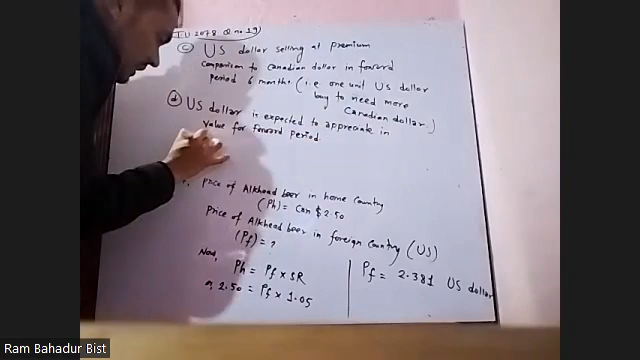 T.U. 2078 Q.no 19)
(c) US dollar selling at premium
comparison to Canadian dollar in forward
period 6 months. (i.e one unit US dollar
buy to need more
Canadian dollar.)
(d) US dollar is expected to appreciate in
value for forward period
Price of Alkhead beer in home Country
(Ph) = Can $ 2.50
Price of Alkhead beer in foreign Country (US)
(Pf) = ?
Now,
Ph = Pf × SR
or, 2.50 = Pf × 1.05
Pf = 2.381 US dollar
Ram Bahadur Bist